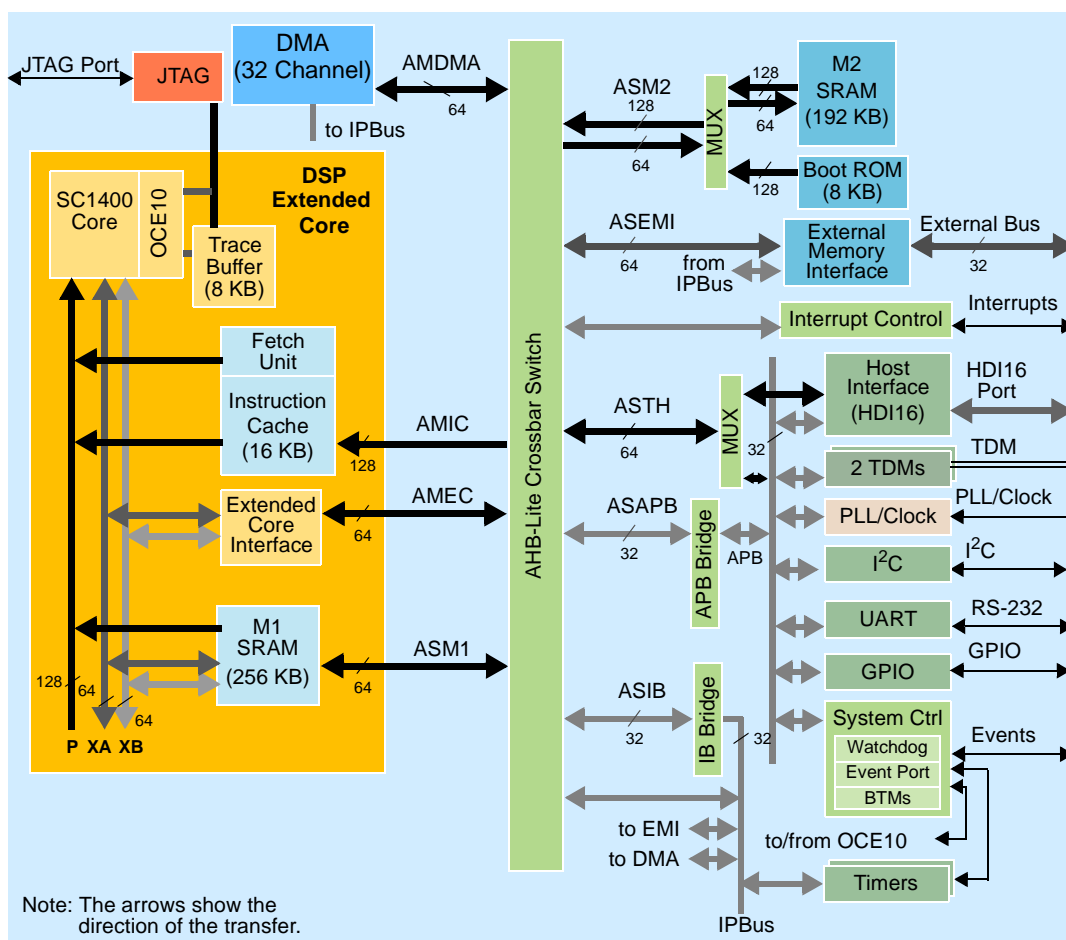 JTAG Port
JTAG
DMA
(32 Channel)
to IPBus
AMDMA
64
DSP
Extended
Core
SC1400
Core
OCE10
Trace
Buffer
(8 KB)
Fetch
Unit
Instruction
Cache
(16 KB)
AMIC
128
Extended
Core
Interface
AMEC
64
M1
SRAM
(256 KB)
ASM1
64
128
64
64
P XA XB
AHB-Lite Crossbar Switch
ASM2
128
64
MUX
128
64
M2
SRAM
(192 KB)
128
Boot ROM
(8 KB)
ASEMI
64
from
IPBus
External
Memory
Interface
External Bus
32
Interrupt Control
Interrupts
ASTH
64
MUX
32
Host
Interface
(HDI16)
HDI16
Port
2 TDMs
TDM
ASAPB
32
APB Bridge
APB
PLL/Clock
PLL/Clock
I2C
I2C
UART
RS-232
GPIO
GPIO
ASIB
32
IB Bridge
32
System Ctrl
Watchdog
Event Port
BTMs
Events
to EMI
to DMA
to/from OCE10
Timers
IPBus
Note: The arrows show the
direction of the transfer.